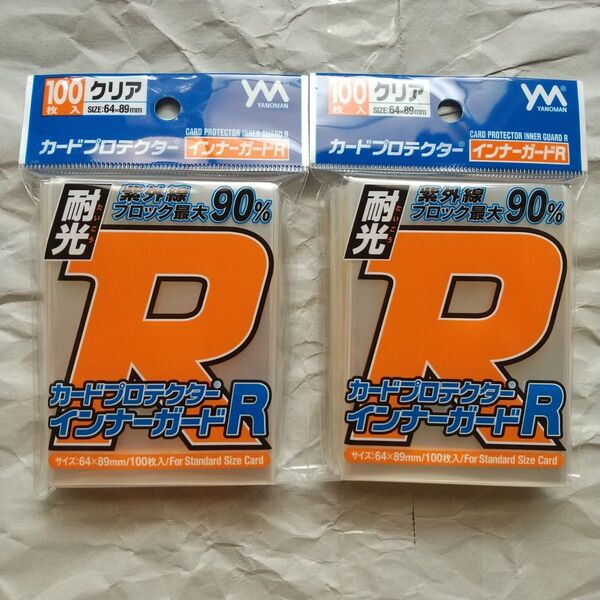 100枚入
クリア
SIZE:64×89mm
YANOMAN
CARD PROTECTOR INNER GUARD R
カードプロテクター®
インナーガードR
耐光
たいこう
紫外線
ブロック最大90%
R
カードプロテクター®
インナーガードR
サイズ:64×89mm/100枚入/For Standard Size Card
100枚入
クリア
SIZE:64×89mm
YANOMAN
CARD PROTECTOR INNER GUARD R
カードプロテクター®
インナーガードR
耐光
たいこう
紫外線
ブロック最大90%
R
カードプロテクター®
インナーガードR
サイズ:64×89mm/100枚入/For Standard Size Card